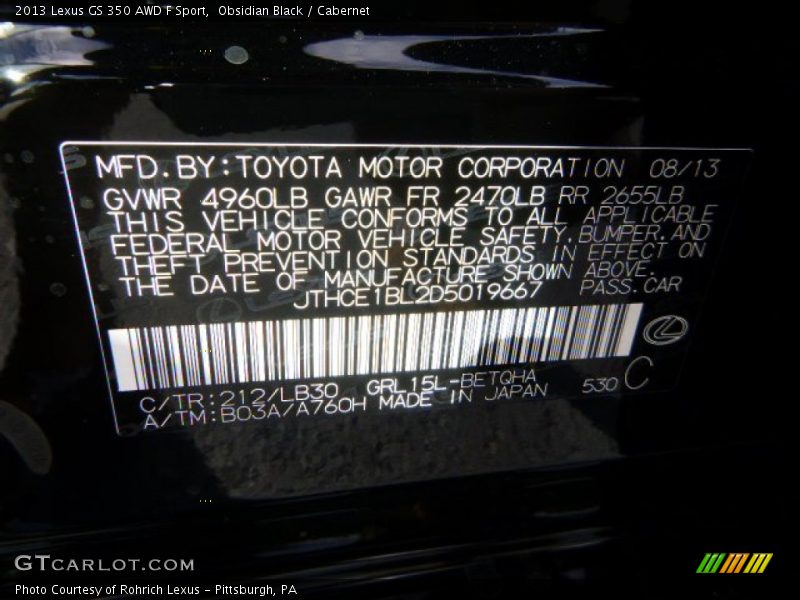 2013 Lexus GS 350 AWD F Sport,  Obsidian Black / Cabernet
MFD.BY:TOYOTA MOTOR CORPORATION 08/13
GVWR 4960LB GAWR FR 2470LB RR 2655LB
THIS VEHICLE CONFORMS TO ALL APPLICABLE
FEDERAL MOTOR VEHICLE SAFETY,BUMPER,AND
THEFT PREVENTION STANDARDS IN EFFECT ON
THE DATE OF MANUFACTURE SHOWN ABOVE.
JTHCE1BL2D5019667 PASS.CAR
C/TR:212/LB30 GRL15L-BETQHA 530 C
A/TM:B03A/A760H MADE IN JAPAN
GTCARLOT.COM
Photo Courtesy of Rohrich Lexus - Pittsburgh, PA